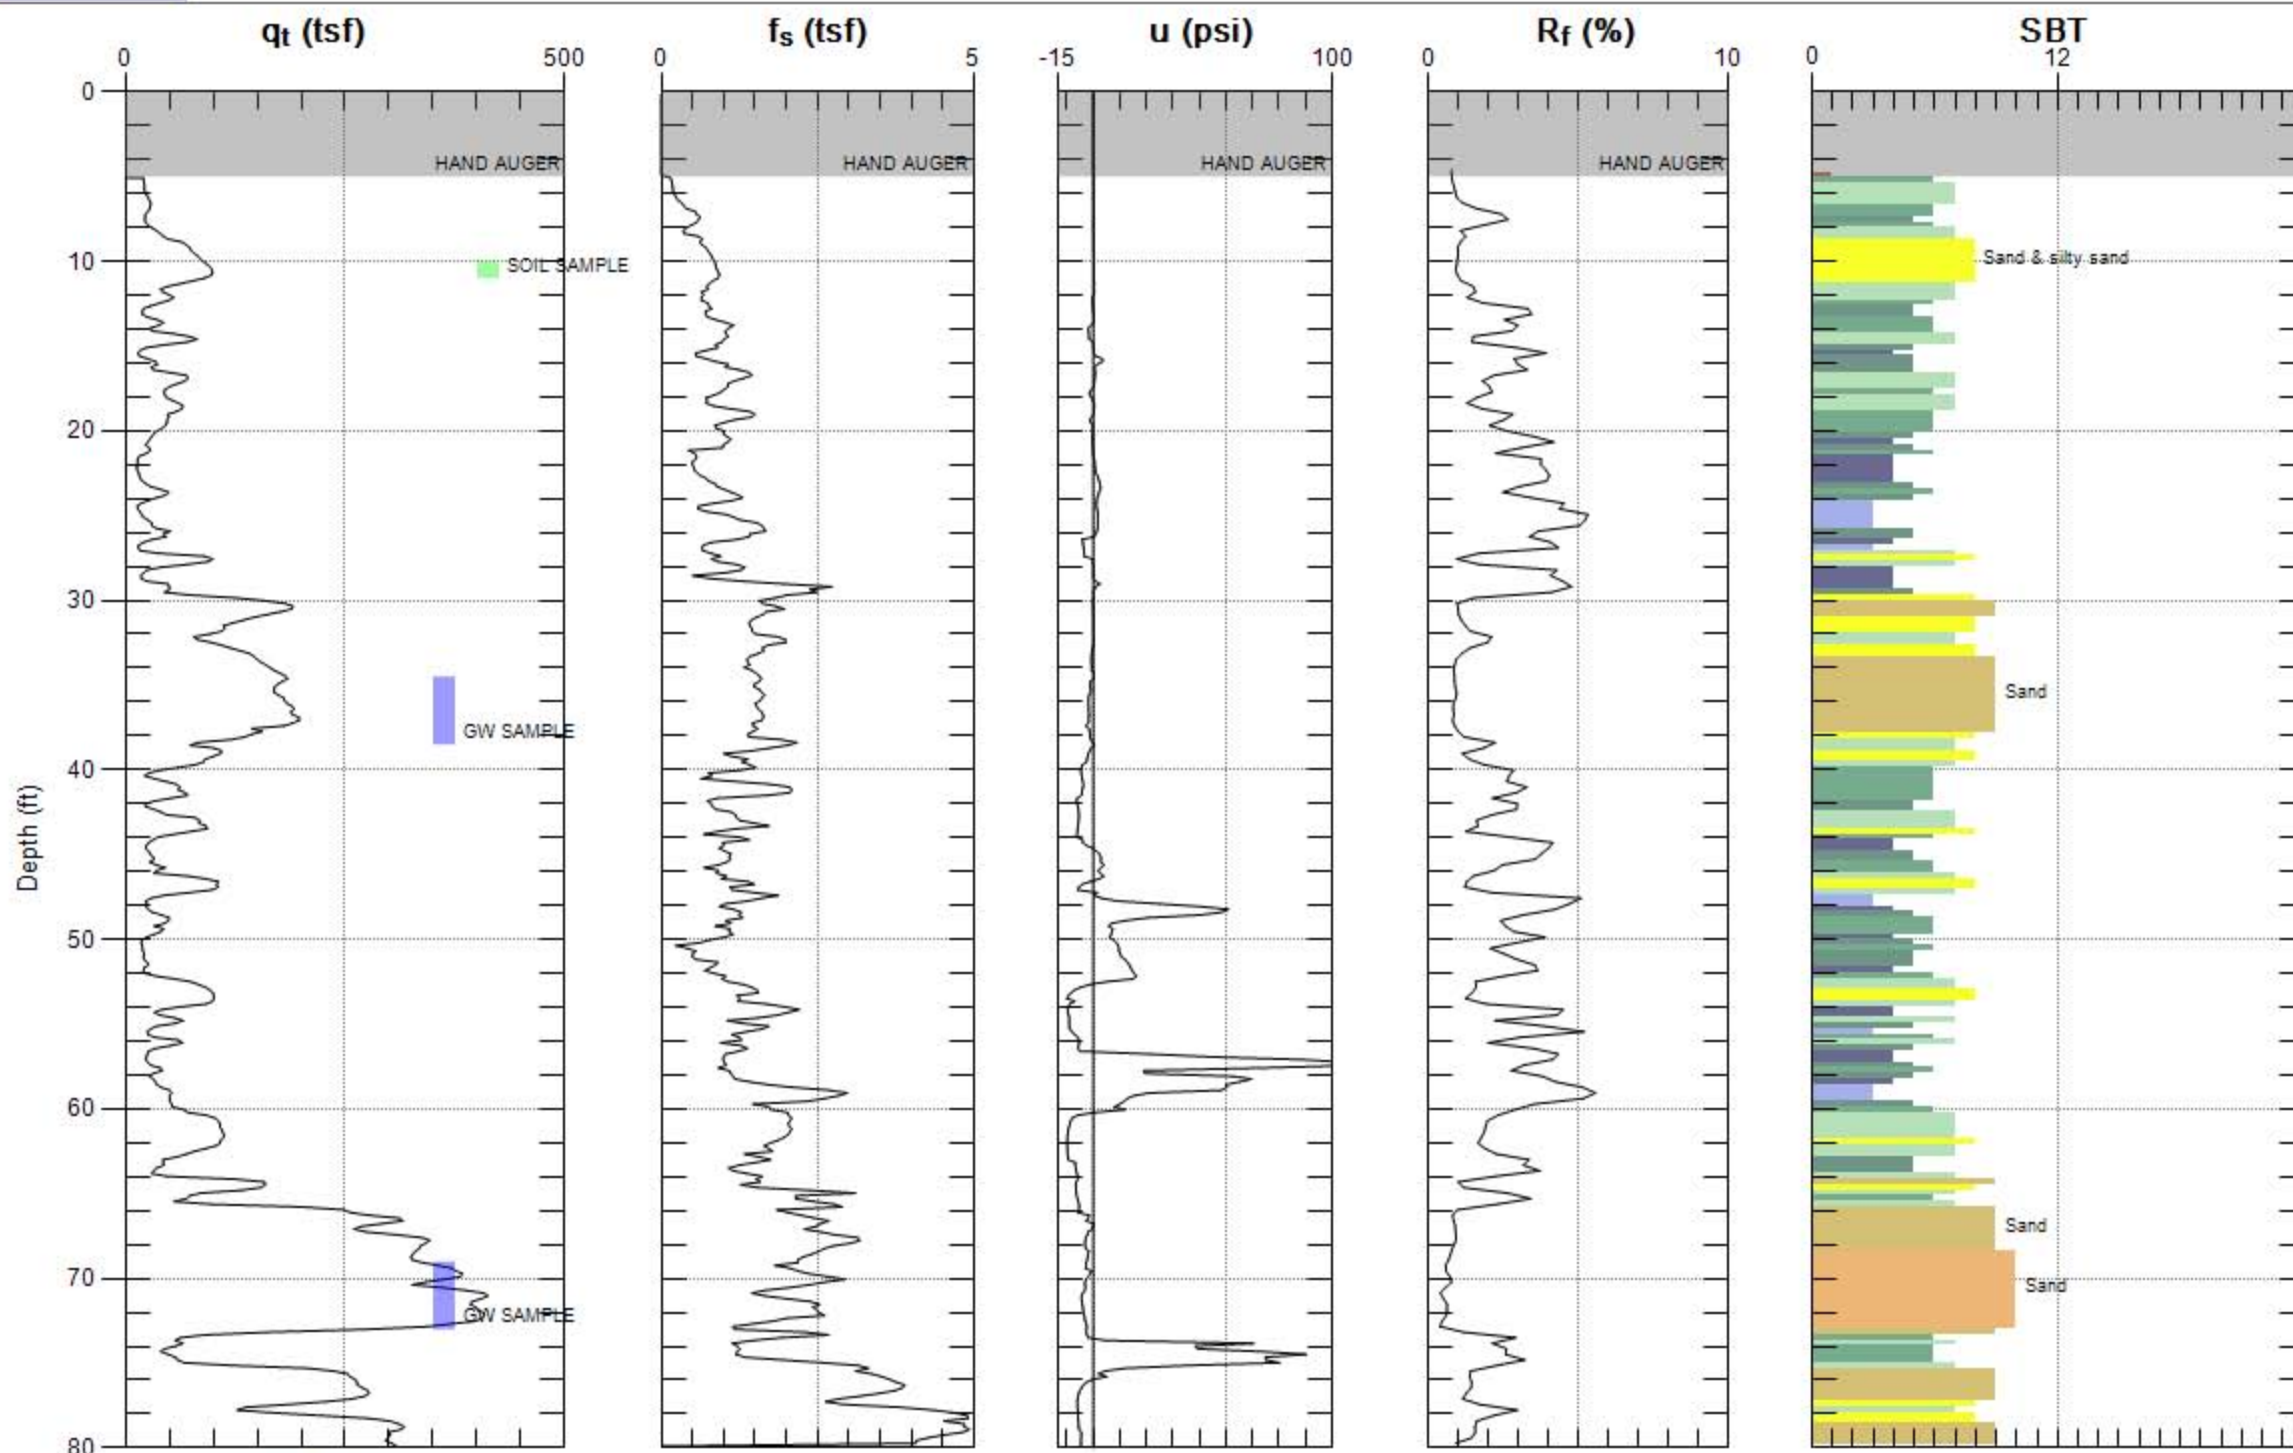 qt (tsf) fs (tsf) u (psi) Rf (%) SBT
0 500 0 5 -15 100 0 10 0 12
0
HAND AUGER HAND AUGER HAND AUGER HAND AUGER
10 SOIL SAMPLE Sand & silty sand
20
30
Sand
GW SAMPLE
40
Depth (ft)
50
60
Sand
70 Sand
GW SAMPLE
80